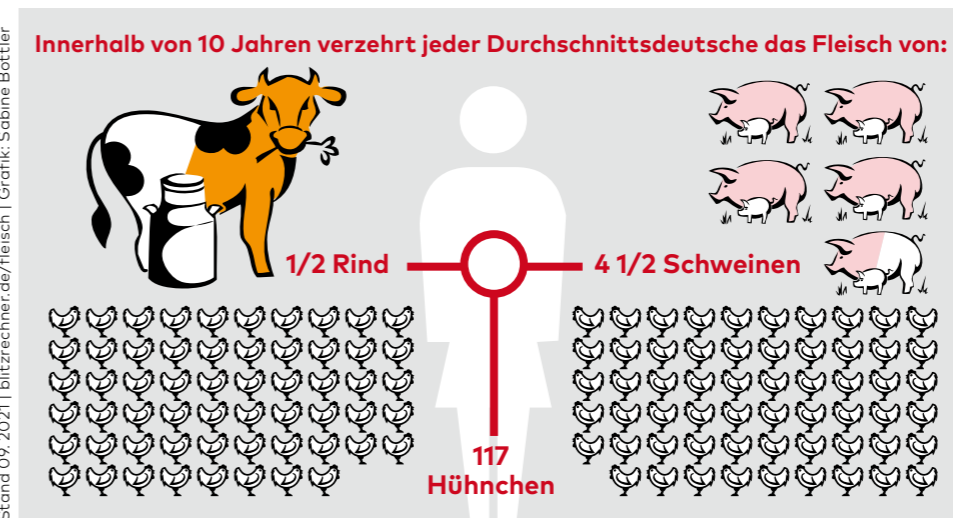 Innerhalb von 10 Jahren verzehrt jeder Durchschnittsdeutsche das Fleisch von:
1/2 Rind
4 1/2 Schweinen
117
Hühnchen
Stand 09. 2021 | blitzrechner.de/fleisch | Grafik: Sabine Bottler